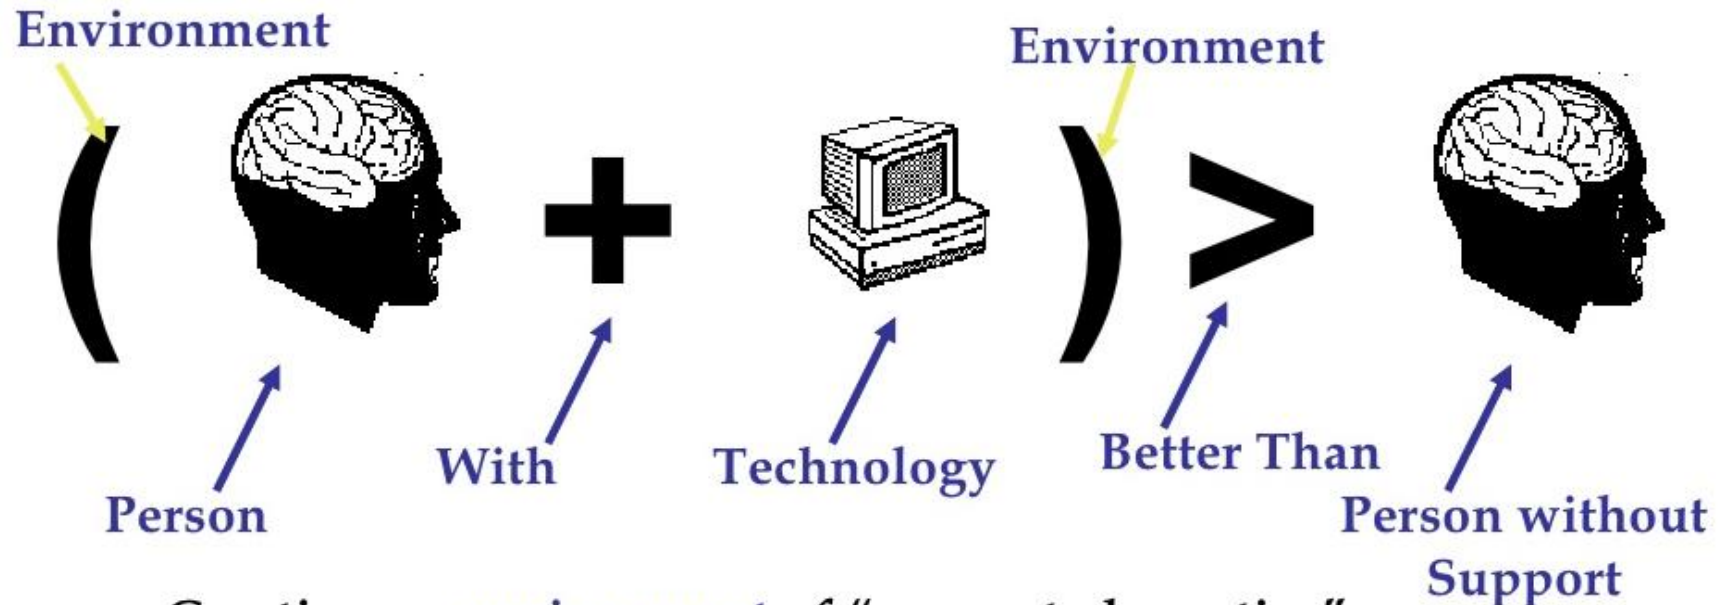 Environment
Environment
( + ) >
Person
With
Technology
Better Than
Person without
Support